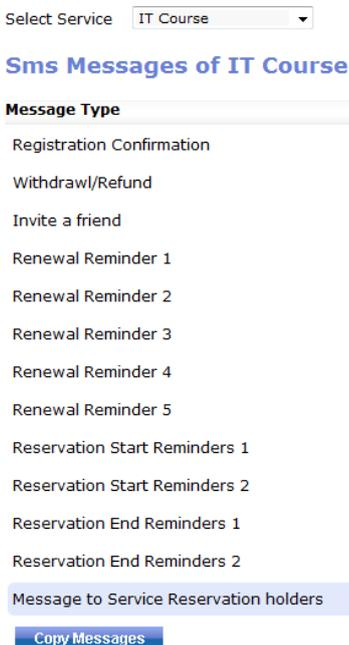 Select Service IT Course
Sms Messages of IT Course
Message Type
Registration Confirmation
Withdrawl/Refund
Invite a friend
Renewal Reminder 1
Renewal Reminder 2
Renewal Reminder 3
Renewal Reminder 4
Renewal Reminder 5
Reservation Start Reminders 1
Reservation Start Reminders 2
Reservation End Reminders 1
Reservation End Reminders 2
Message to Service Reservation holders
Copy Messages